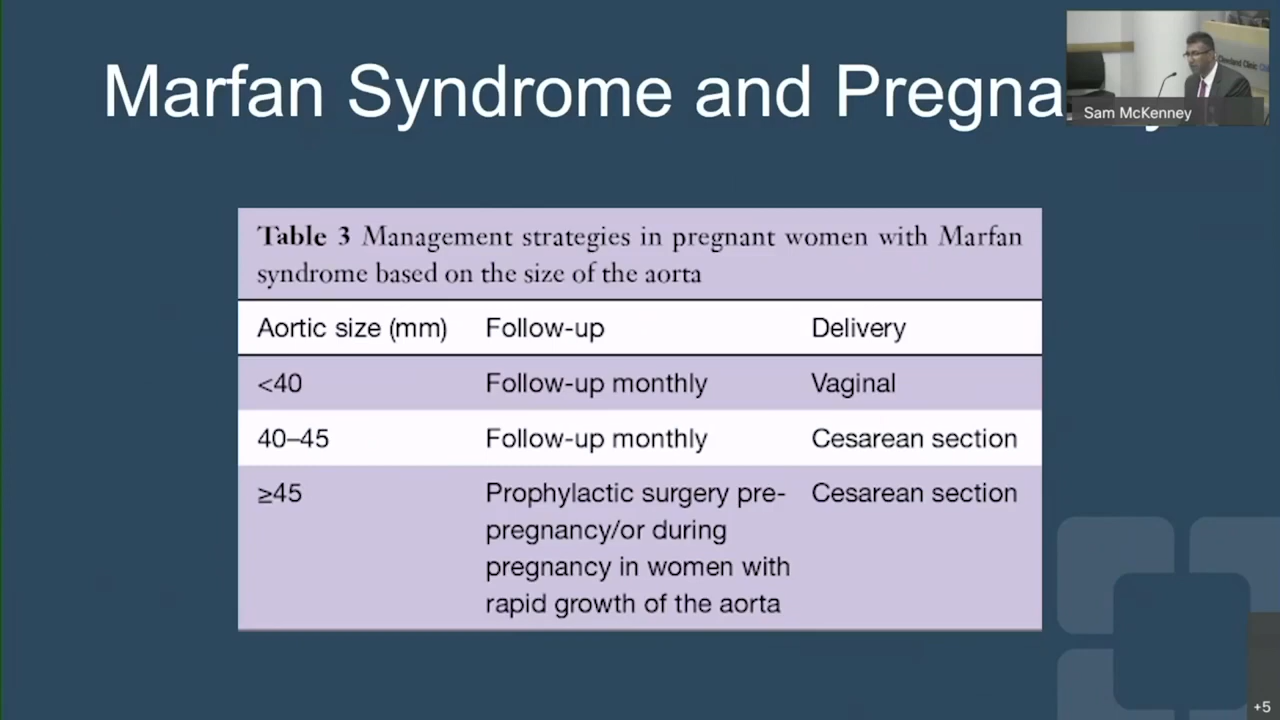 Marfan Syndrome and Pregna
Sam McKenney
Table 3 Management strategies in pregnant women with Marfan
syndrome based on the size of the aorta
Aortic size (mm) Follow-up Delivery
<40 Follow-up monthly Vaginal
40–45 Follow-up monthly Cesarean section
≥45 Prophylactic surgery pre- Cesarean section
pregnancy/or during
pregnancy in women with
rapid growth of the aorta
+5